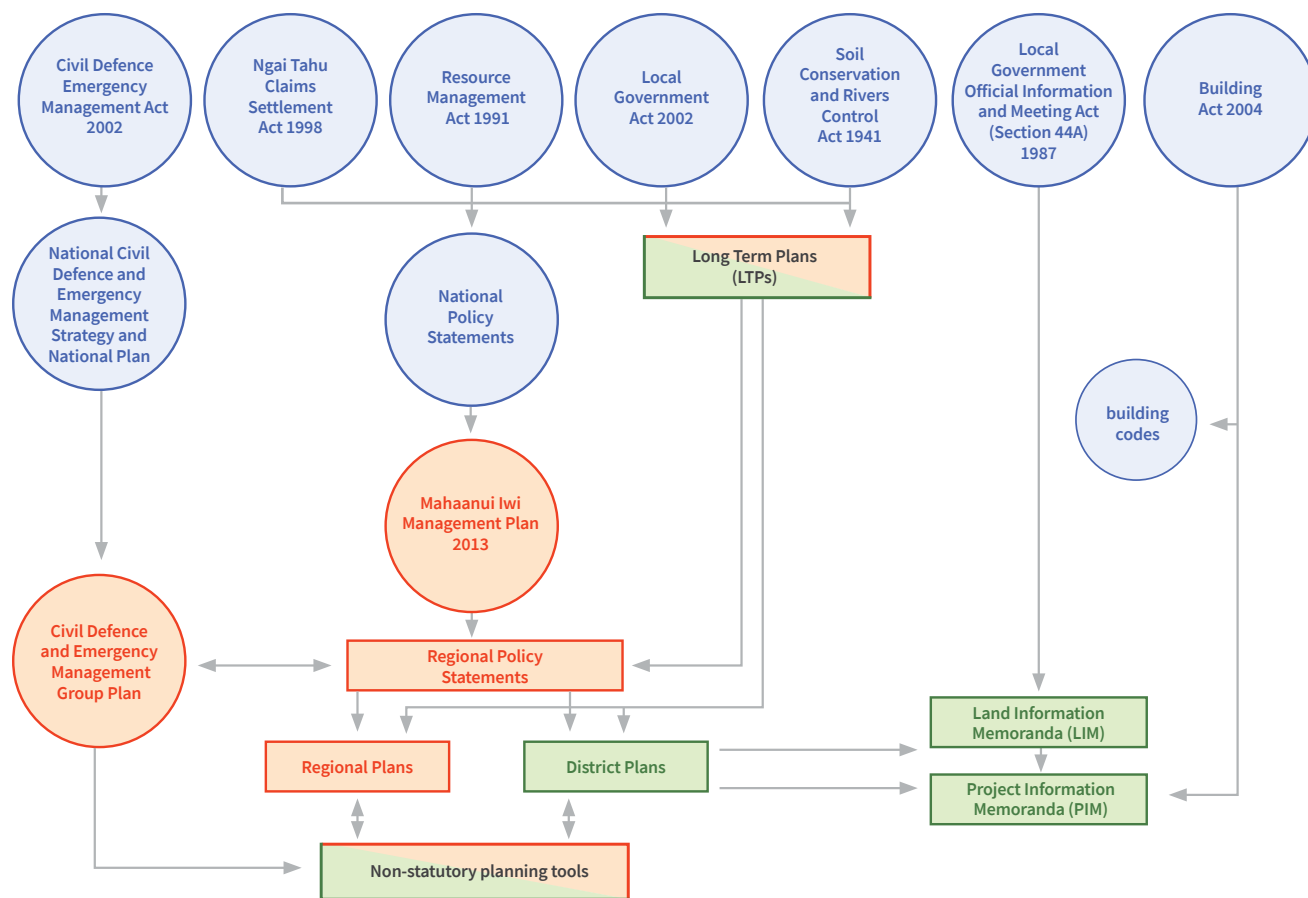 Civil Defence
Emergency
Management Act
2002
Ngai Tahu
Claims
Settlement
Act 1998
Resource
Management
Act 1991
Local
Government
Act 2002
Soil
Conservation
and Rivers
Control
Act 1941
Local
Government
Official Information
and Meeting Act
(Section 44A)
1987
Building
Act 2004
National Civil
Defence and
Emergency
Management
Strategy and
National Plan
National
Policy
Statements
Long Term Plans
(LTPs)
building
codes
Mahaanui Iwi
Management Plan
2013
Civil Defence
and Emergency
Management
Group Plan
Regional Policy
Statements
Land Information
Memoranda (LIM)
Regional Plans
District Plans
Project Information
Memoranda (PIM)
Non-statutory planning tools